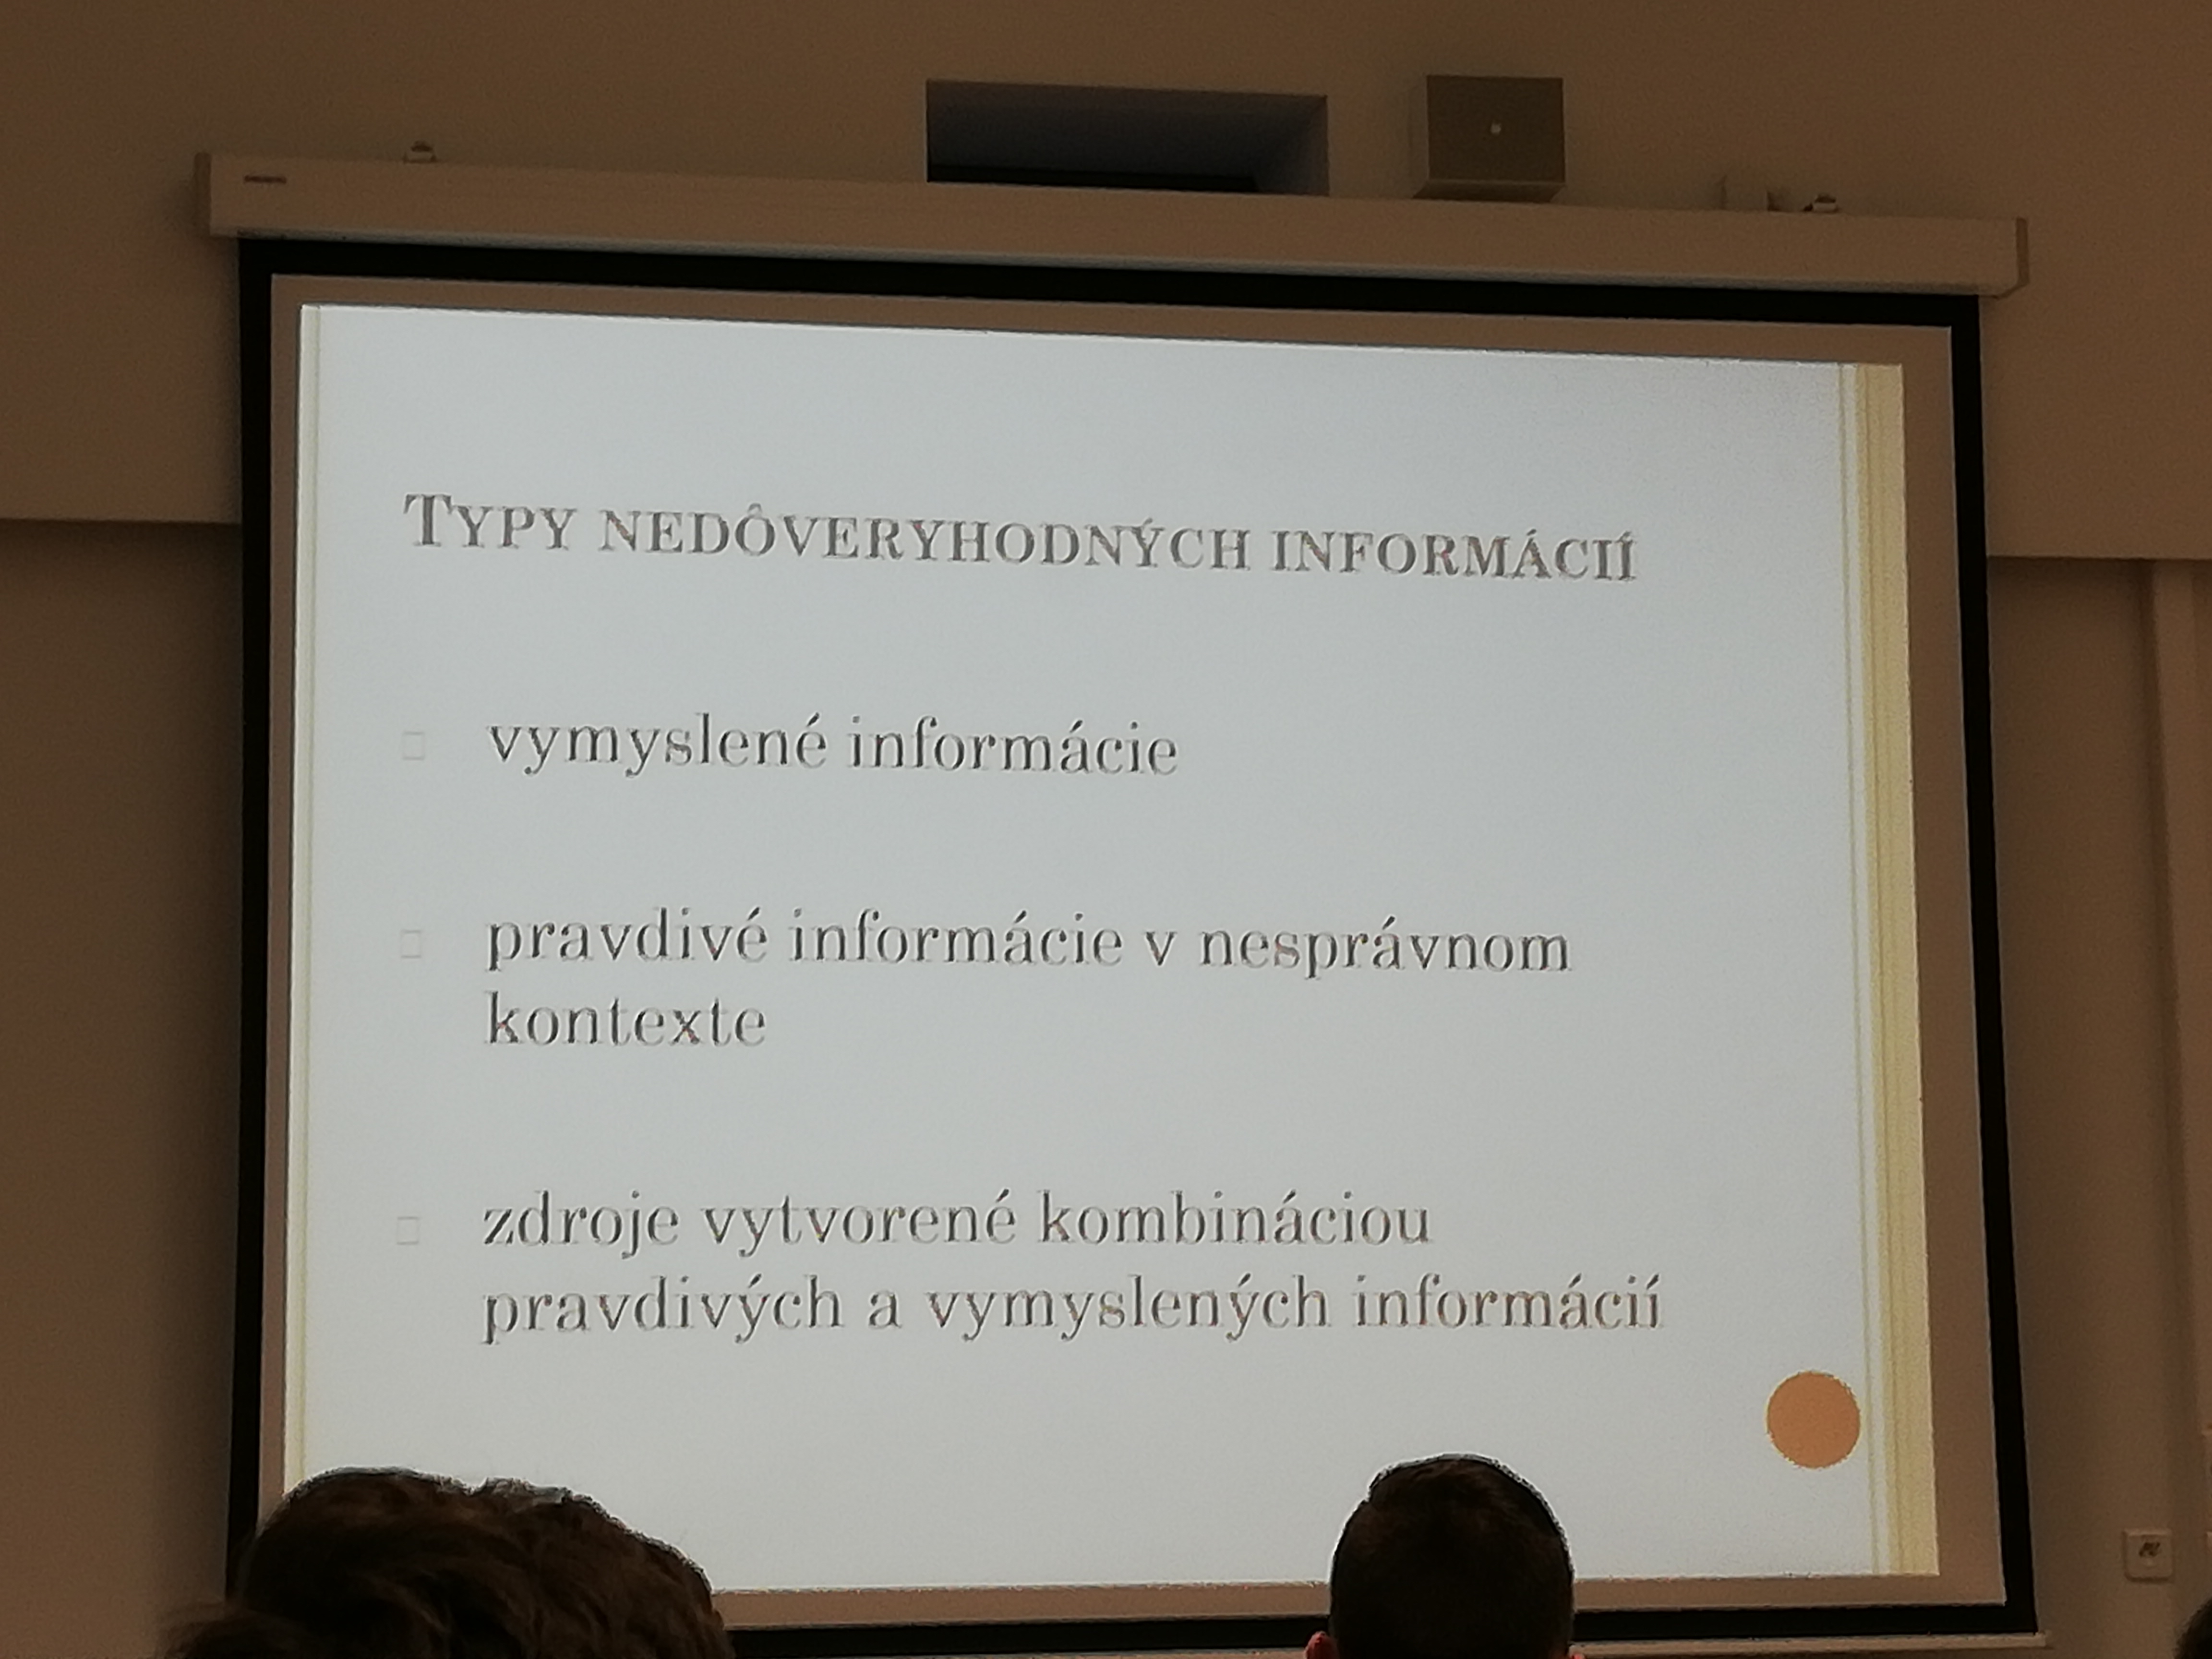 TYPY NEDÔVERYHODNÝCH INFORMÁCIÍ
vymyslené informácie
pravdivé informácie v nesprávnom
kontexte
zdroje vytvorené kombináciou
pravdivých a vymyslených informácií